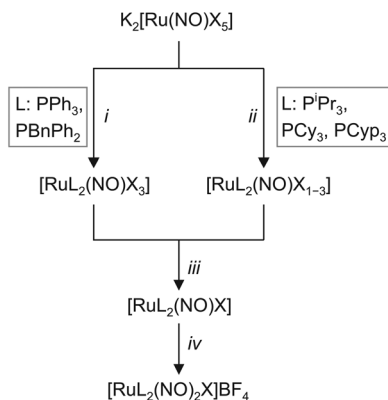 K₂[Ru(NO)X₅]
L: PPh₃,
PBnPh₂
i
ii
L: PⁱPr₃,
PCy₃, PCyp₃
[RuL₂(NO)X₃]
[RuL₂(NO)X₁₋₃]
iii
[RuL₂(NO)X]
iv
[RuL₂(NO)₂X]BF₄